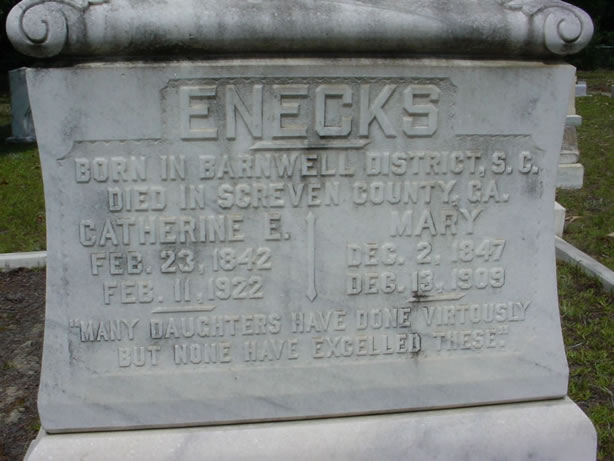 ENECKS
BORN IN BARNWELL DISTRICT, S. C.
DIED IN SCREVEN COUNTY, GA.
CATHERINE E.
FEB. 23, 1842
FEB. 11, 1922
MARY
DEC. 2, 1847
DEC. 13, 1909
"MANY DAUGHTERS HAVE DONE VIRTOUSLY
BUT NONE HAVE EXCELLED THESE."